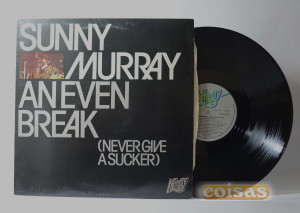 SUNNY
MURRAY
AN EVEN
BREAK
(NEVER GIVE
A SUCKER)
coisas